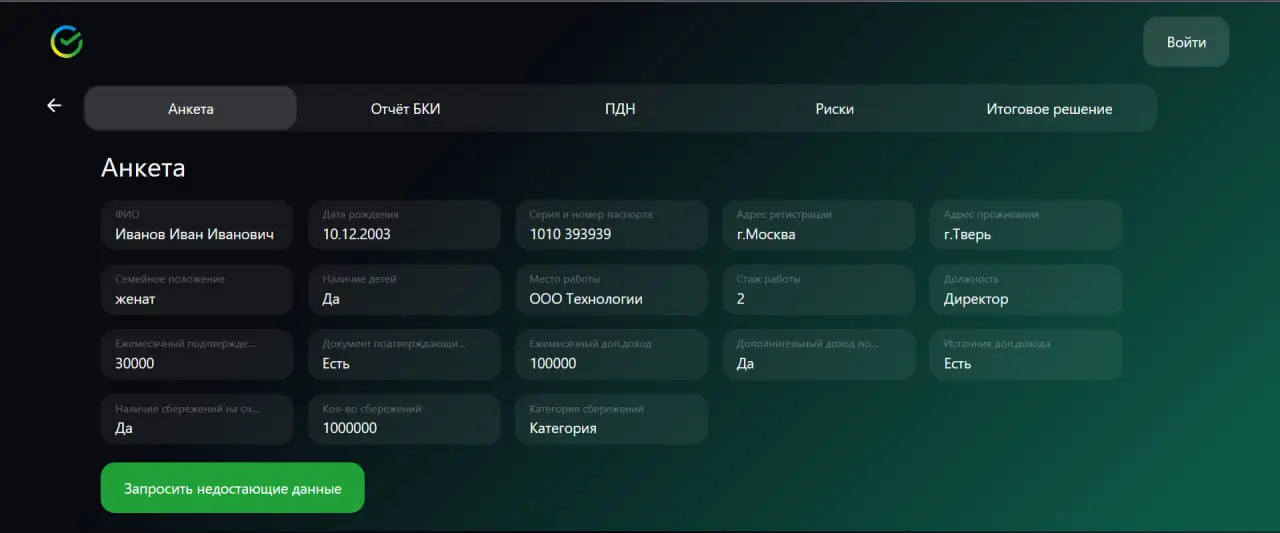 Войти
Анкета
Отчёт БКИ
ПДН
Риски
Итоговое решение
Анкета
ФИО
Иванов Иван Иванович
Дата рождения
10.12.2003
Серия и номер паспорта
1010 393939
Адрес регистрации
г.Москва
Адрес проживания
г.Тверь
Семейное положение
женат
Наличие детей
Да
Место работы
ООО Технологии
Стаж работы
2
Должность
Директор
Ежемесячный подтвержде...
30000
Документ подтверждающи...
Есть
Ежемесячный доп.доход
100000
Дополнительный доход по...
Да
Источник доп.дохода
Есть
Наличие сбережений на сч...
Да
Кол-во сбережений
1000000
Категория сбережений
Категория
Запросить недостающие данные